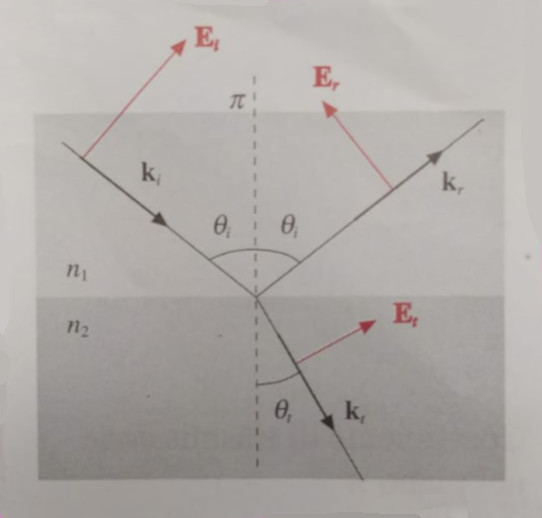 E_i
π
E_r
k_i
k_r
θ_i θ_i
n_1
n_2
E_t
θ_t
k_t